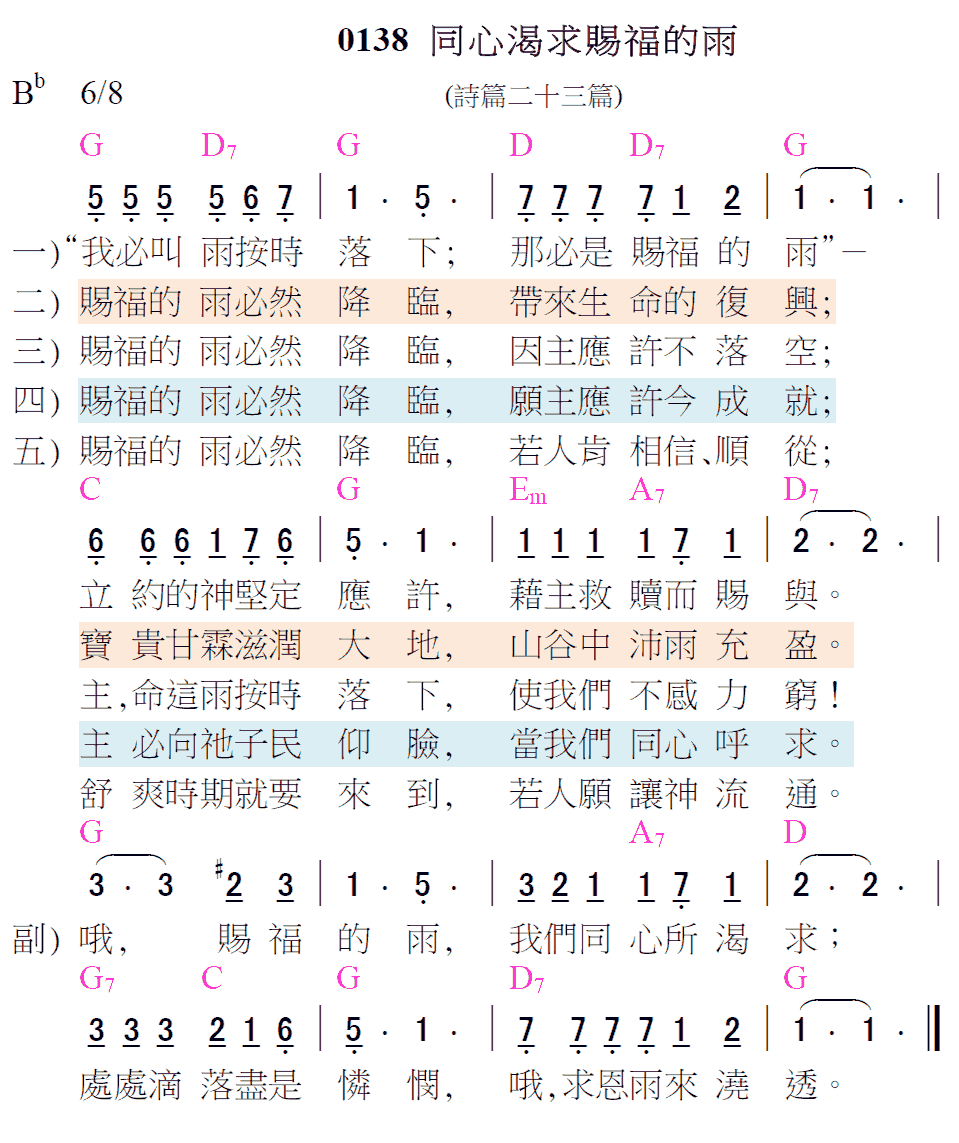 0138 同心渴求賜福的雨
B♭ 6/8 (詩篇二十三篇)
G D7 G D D7 G
5 5 5 5 6 7 | 1 · 5 · | 7 7 7 7 1 2 | 1 · 1 · |
一)“我必叫 雨按時 落 下; 那必是 賜福 的 雨”—
二) 賜福的 雨必然 降 臨, 帶來生 命的 復 興;
三) 賜福的 雨必然 降 臨, 因主應 許不 落 空;
四) 賜福的 雨必然 降 臨, 願主應 許今 成 就;
五) 賜福的 雨必然 降 臨, 若人肯 相信、順 從;
C G Em A7 D7
6 6 6 1 7 6 | 5 · 1 · | 1 1 1 1 7 1 | 2 · 2 · |
立 約的神堅定 應 許, 藉主救 贖而 賜 與。
寶 貴甘霖滋潤 大 地, 山谷中 沛雨 充 盈。
主,命這雨按時 落 下, 使我們 不感 力 窮!
主 必向祂子民 仰 臉, 當我們 同心 呼 求。
舒 爽時期就要 來 到, 若人願 讓神 流 通。
G A7 D
3 · 3 #2 3 | 1 · 5 · | 3 2 1 1 7 1 | 2 · 2 · |
副) 哦, 賜 福 的 雨, 我們同 心所 渴 求;
G7 C G D7 G
3 3 3 2 1 6 | 5 · 1 · | 7 7 7 7 1 2 | 1 · 1 · ‖
處處滴 落盡是 憐 憫, 哦,求恩雨來 澆 透。